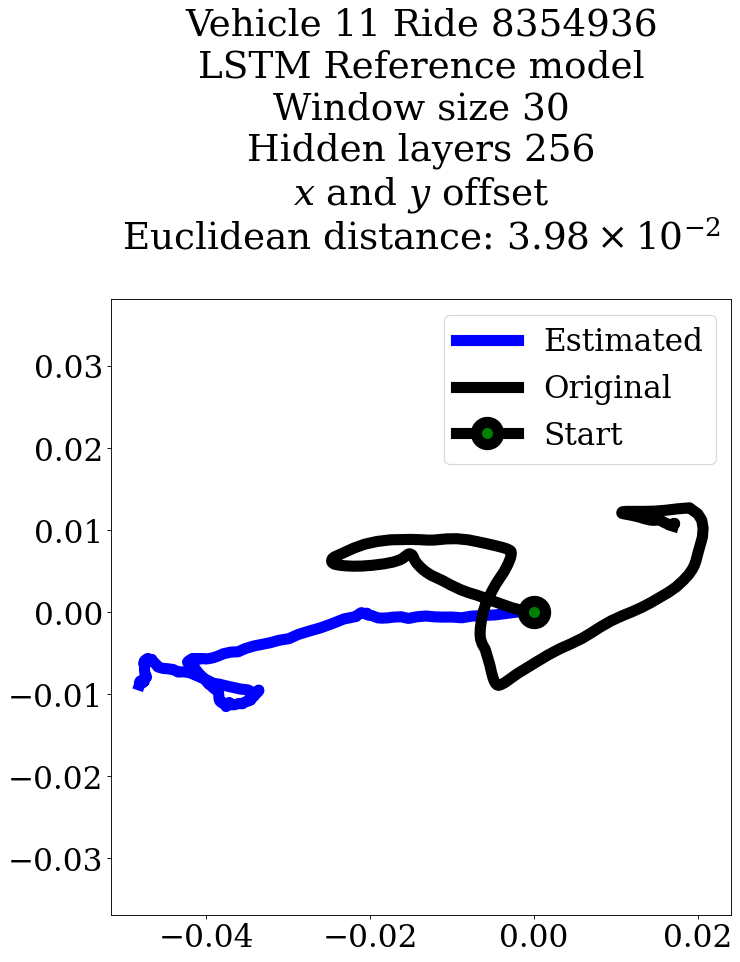 Vehicle 11 Ride 8354936
LSTM Reference model
Window size 30
Hidden layers 256
x and y offset
Euclidean distance: 3.98 × 10⁻²
Estimated
Original
Start
0.03
0.02
0.01
0.00
−0.01
−0.02
−0.03
−0.04
−0.02
0.00
0.02